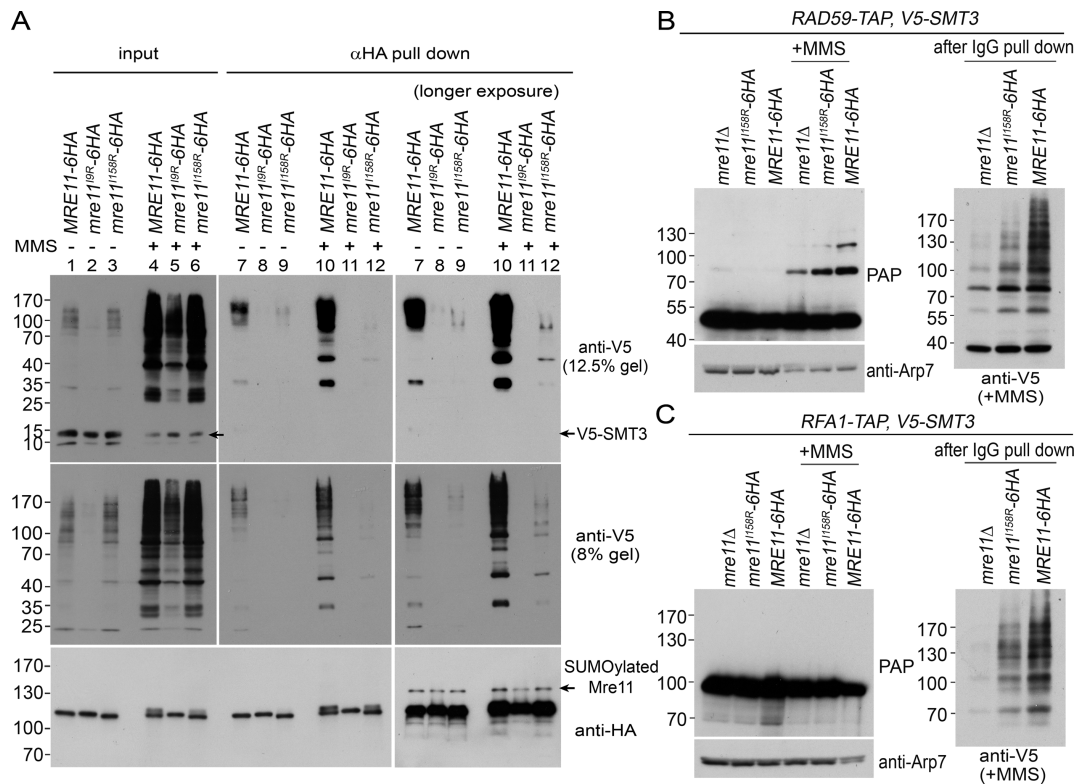 A
input
αHA pull down
(longer exposure)
MRE11-6HA
mre11I9R-6HA
mre11I158R-6HA
MRE11-6HA
mre11I9R-6HA
mre11I158R-6HA
MRE11-6HA
mre11I9R-6HA
mre11I158R-6HA
MRE11-6HA
mre11I9R-6HA
mre11I158R-6HA
MRE11-6HA
mre11I9R-6HA
mre11I158R-6HA
MRE11-6HA
mre11I9R-6HA
mre11I158R-6HA
MMS - - - + + + - - - + + + - - - + + +
1 2 3 4 5 6 7 8 9 10 11 12 7 8 9 10 11 12
170
100
70
40
35
25
15
10
anti-V5
(12.5% gel)
V5-SMT3
170
130
100
70
40
35
25
anti-V5
(8% gel)
170
130
100
70
SUMOylated
Mre11
anti-HA
B
RAD59-TAP, V5-SMT3
+MMS
after IgG pull down
mre11Δ
mre11I158R-6HA
MRE11-6HA
mre11Δ
mre11I158R-6HA
MRE11-6HA
mre11Δ
mre11I158R-6HA
MRE11-6HA
130
100
70
55
40
PAP
anti-Arp7
170
130
100
70
55
40
anti-V5
(+MMS)
C
RFA1-TAP, V5-SMT3
+MMS
after IgG pull down
mre11Δ
mre11I158R-6HA
MRE11-6HA
mre11Δ
mre11I158R-6HA
MRE11-6HA
mre11Δ
mre11I158R-6HA
MRE11-6HA
170
130
100
70
PAP
anti-Arp7
170
130
100
70
anti-V5
(+MMS)